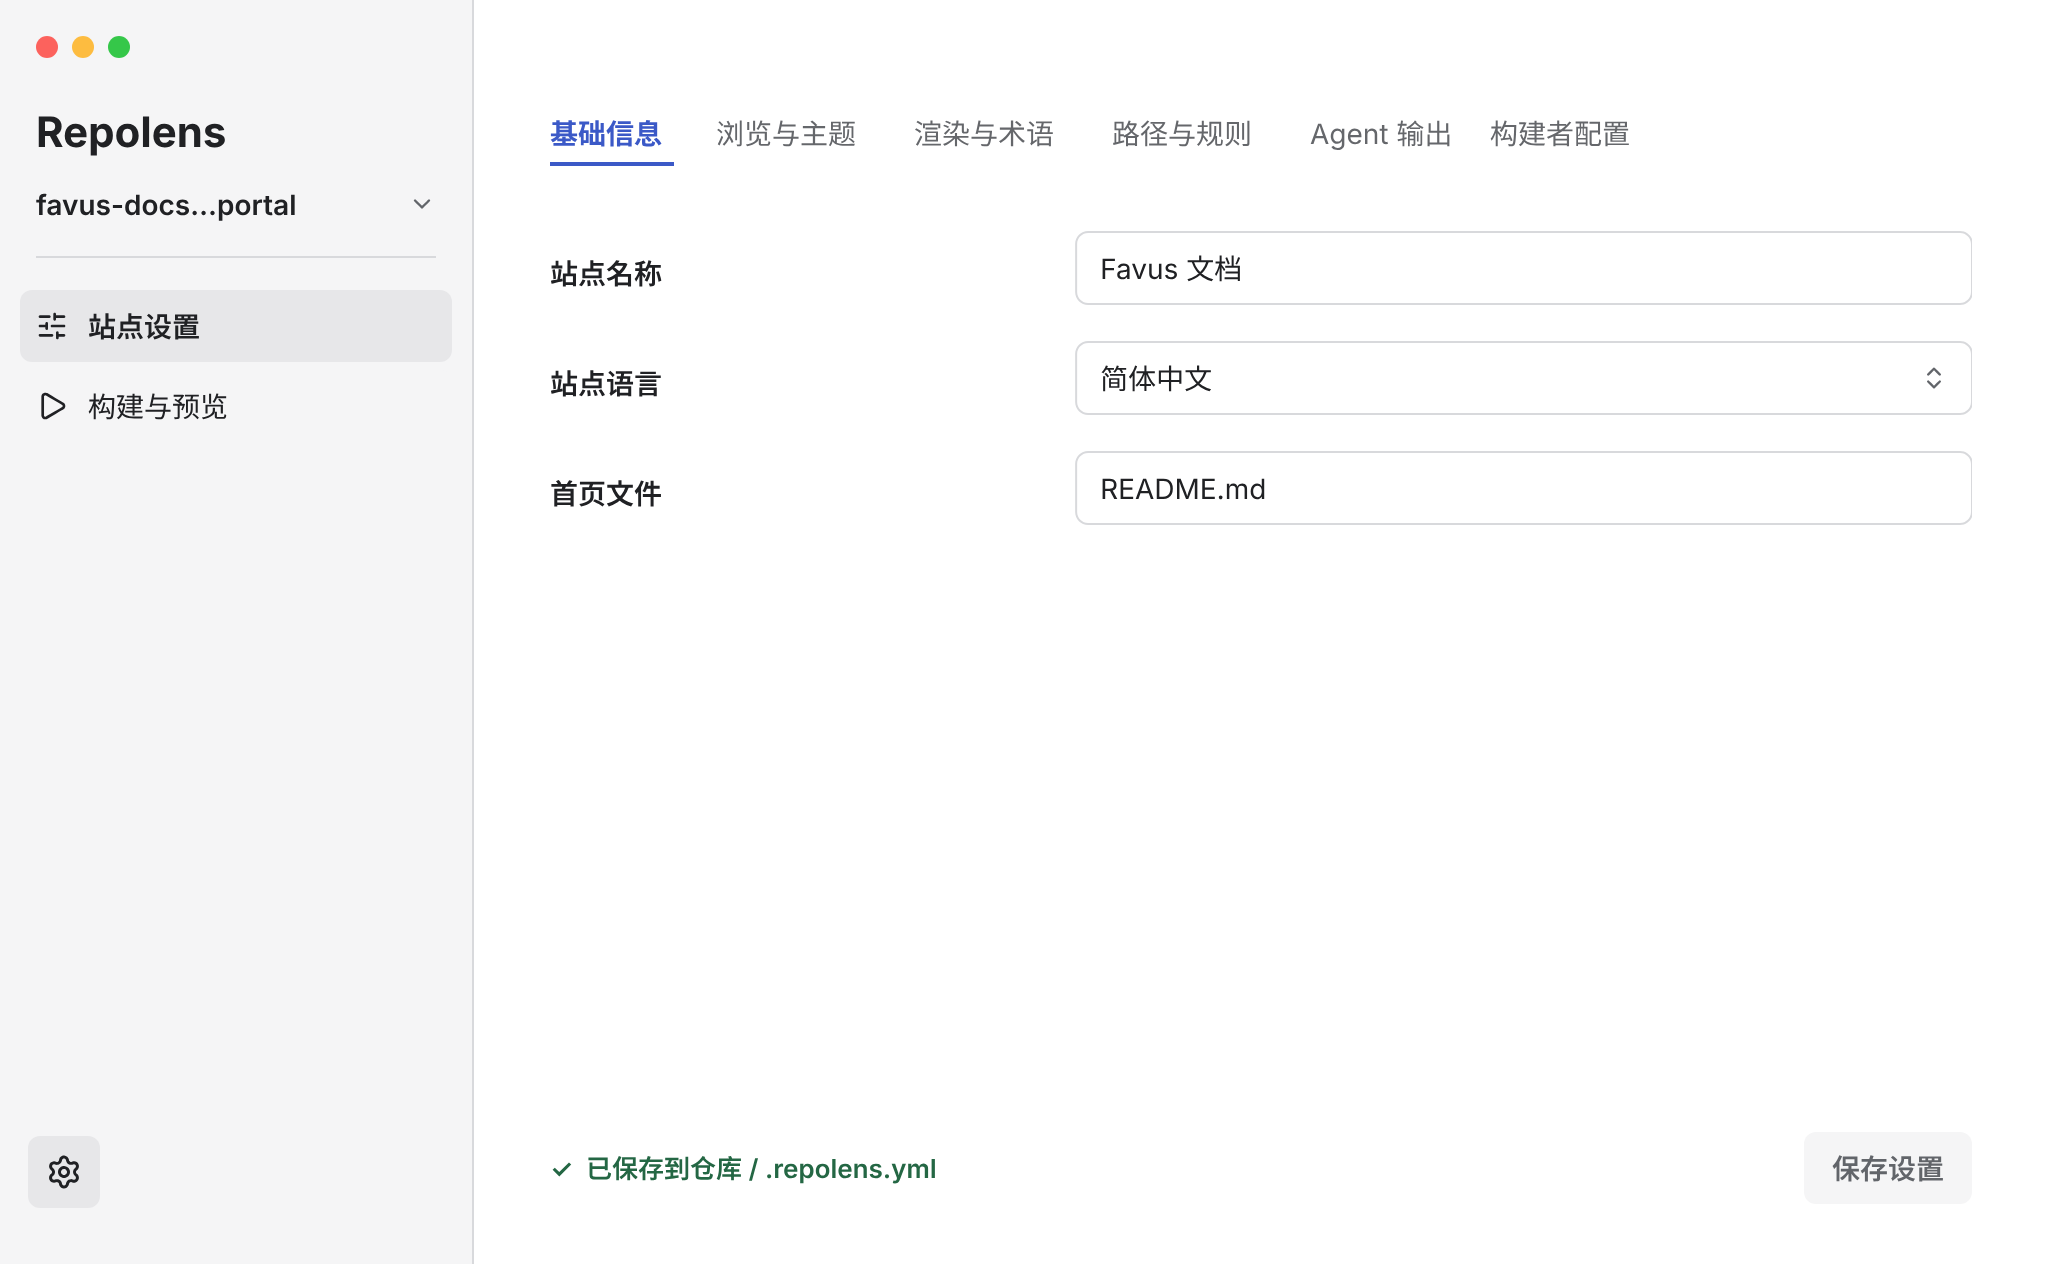 Repolens
favus-docs...portal
站点设置
构建与预览
基础信息
浏览与主题
渲染与术语
路径与规则
Agent 输出
构建者配置
站点名称
Favus 文档
站点语言
简体中文
首页文件
README.md
已保存到仓库 / .repolens.yml
保存设置